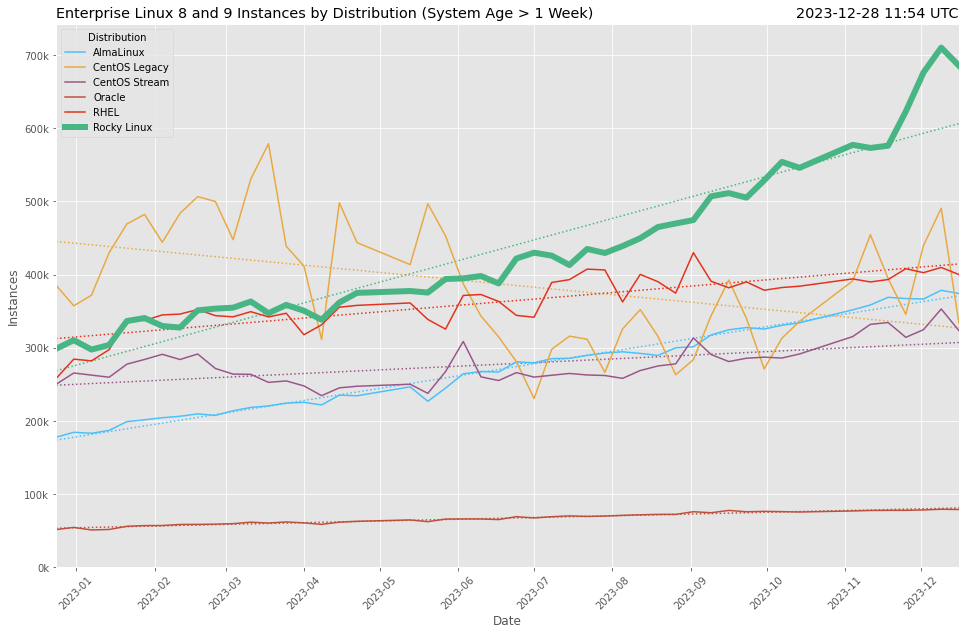 Enterprise Linux 8 and 9 Instances by Distribution (System Age > 1 Week)
2023-12-28 11:54 UTC
Distribution
AlmaLinux
CentOS Legacy
CentOS Stream
Oracle
RHEL
Rocky Linux
Instances
700k
600k
500k
400k
300k
200k
100k
0k
2023-01
2023-02
2023-03
2023-04
2023-05
2023-06
2023-07
2023-08
2023-09
2023-10
2023-11
2023-12
Date